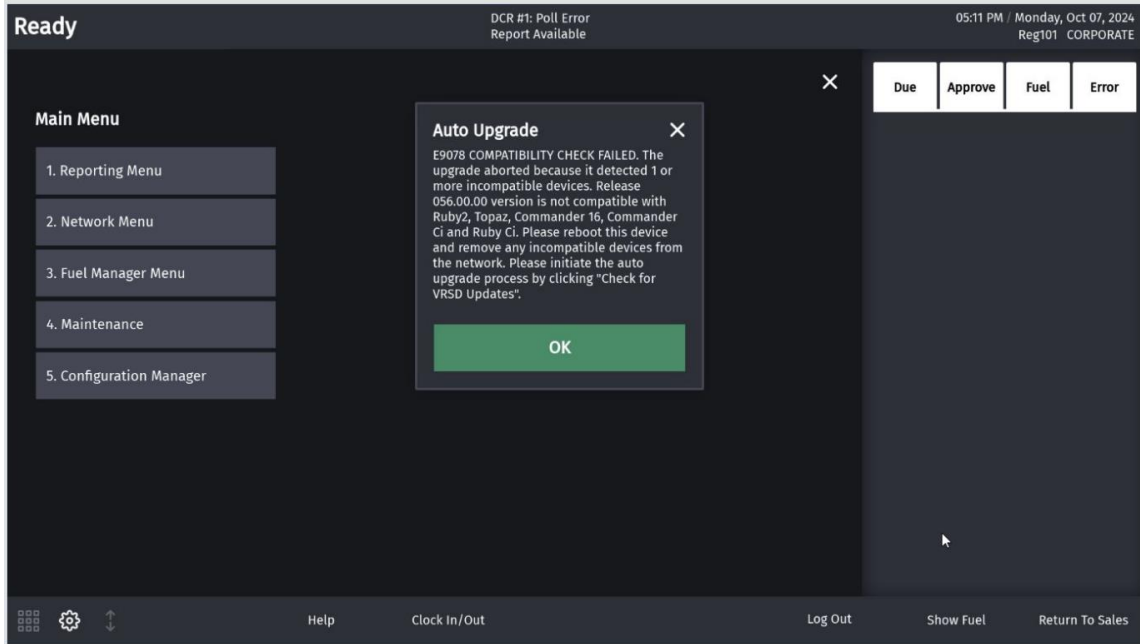 Ready
DCR #1: Poll Error
Report Available
05:11 PM / Monday, Oct 07, 2024
Reg101 CORPORATE
Due
Approve
Fuel
Error
Main Menu
1. Reporting Menu
2. Network Menu
3. Fuel Manager Menu
4. Maintenance
5. Configuration Manager
Auto Upgrade
E9078 COMPATIBILITY CHECK FAILED. The
upgrade aborted because it detected 1 or
more incompatible devices. Release
056.00.00 version is not compatible with
Ruby2, Topaz, Commander 16, Commander
Ci and Ruby Ci. Please reboot this device
and remove any incompatible devices from
the network. Please initiate the auto
upgrade process by clicking "Check for
VRSD Updates".
OK
Help
Clock In/Out
Log Out
Show Fuel
Return To Sales